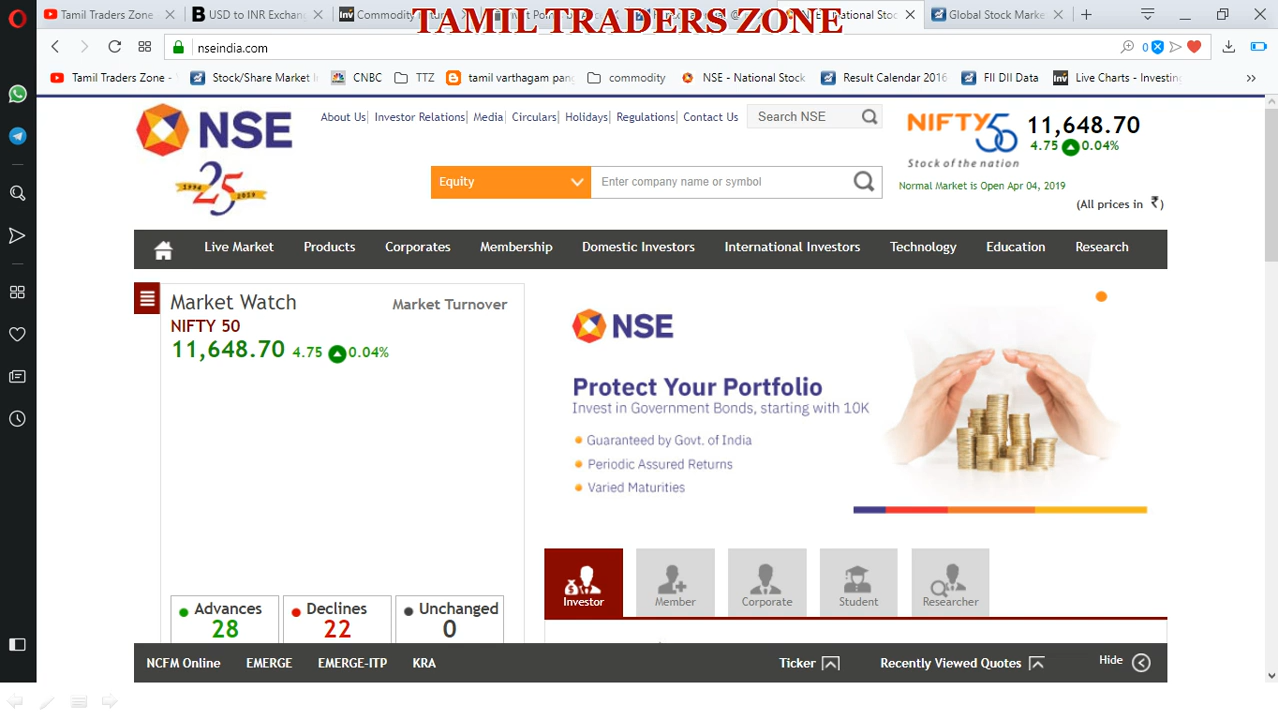 TAMIL TRADERS ZONE
Tamil Traders Zone
USD to INR Exchan
Commodity
National Stoc
Global Stock Marke
nseindia.com
0
Tamil Traders Zone -
Stock/Share Market I
CNBC
TTZ
tamil varthagam pan
commodity
NSE - National Stock
Result Calendar 2016
FII DII Data
Live Charts - Investin
NSE
1994 25 2019
About Us| Investor Relations| Media| Circulars| Holidays| Regulations| Contact Us
Search NSE
Equity
Enter company name or symbol
NIFTY 50
Stock of the nation
11,648.70
4.75 0.04%
Normal Market is Open Apr 04, 2019
(All prices in ₹)
Live Market Products Corporates Membership Domestic Investors International Investors Technology Education Research
Market Watch
Market Turnover
NIFTY 50
11,648.70 4.75 0.04%
NSE
Protect Your Portfolio
Invest in Government Bonds, starting with 10K
Guaranteed by Govt. of India
Periodic Assured Returns
Varied Maturities
Investor
Member
Corporate
Student
Researcher
Advances
28
Declines
22
Unchanged
0
NCFM Online EMERGE EMERGE-ITP KRA Ticker Recently Viewed Quotes Hide